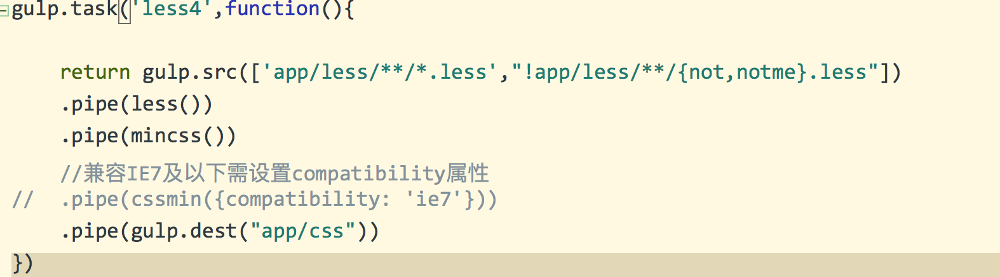 gulp.task('less4',function(){
return gulp.src(['app/less/**/*.less',"!app/less/**/{not,notme}.less"])
.pipe(less())
.pipe(mincss())
//兼容IE7及以下需设置compatibility属性
// .pipe(cssmin({compatibility: 'ie7'}))
.pipe(gulp.dest("app/css"))
})